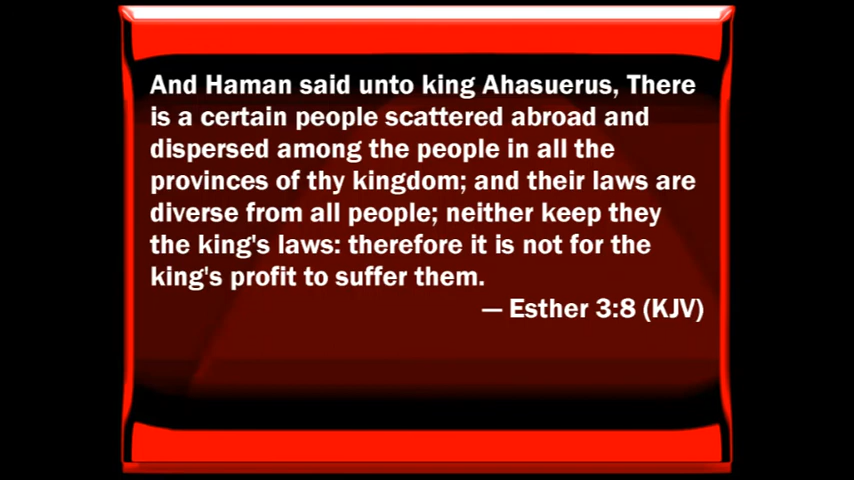 And Haman said unto king Ahasuerus, There
is a certain people scattered abroad and
dispersed among the people in all the
provinces of thy kingdom; and their laws are
diverse from all people; neither keep they
the king's laws: therefore it is not for the
king's profit to suffer them.
— Esther 3:8 (KJV)